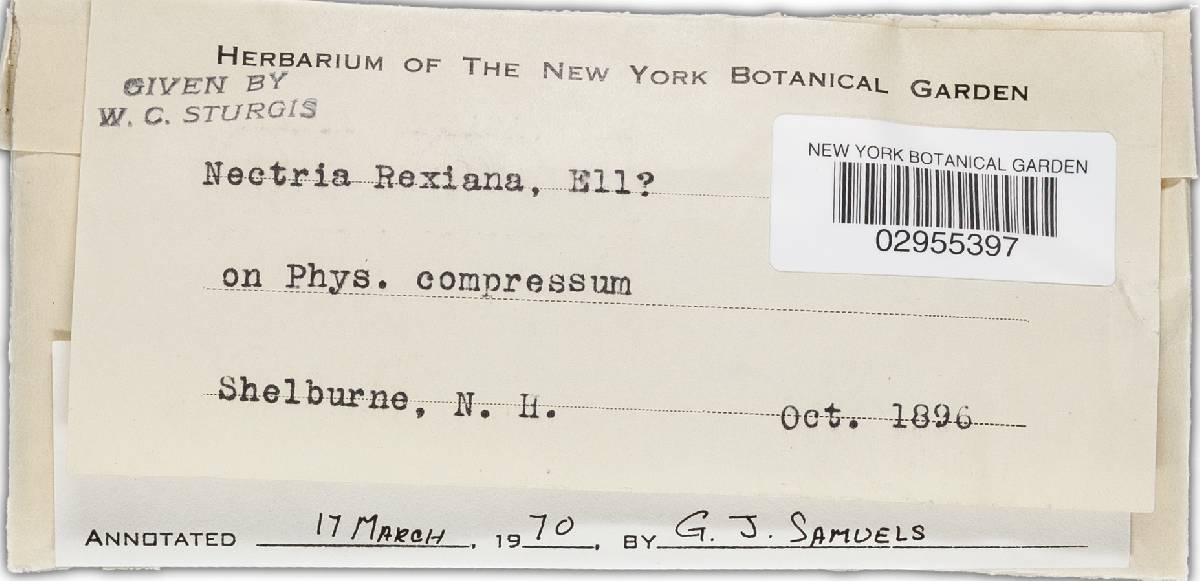 HERBARIUM OF THE NEW YORK BOTANICAL GARDEN
GIVEN BY
W. C. STURGIS
NEW YORK BOTANICAL GARDEN
02955397
Nectria Rexiana, Ell?
on Phys. compressum
Shelburne, N. H. Oct. 1896
ANNOTATED 17 MARCH, 1970, BY G. J. SAMUELS